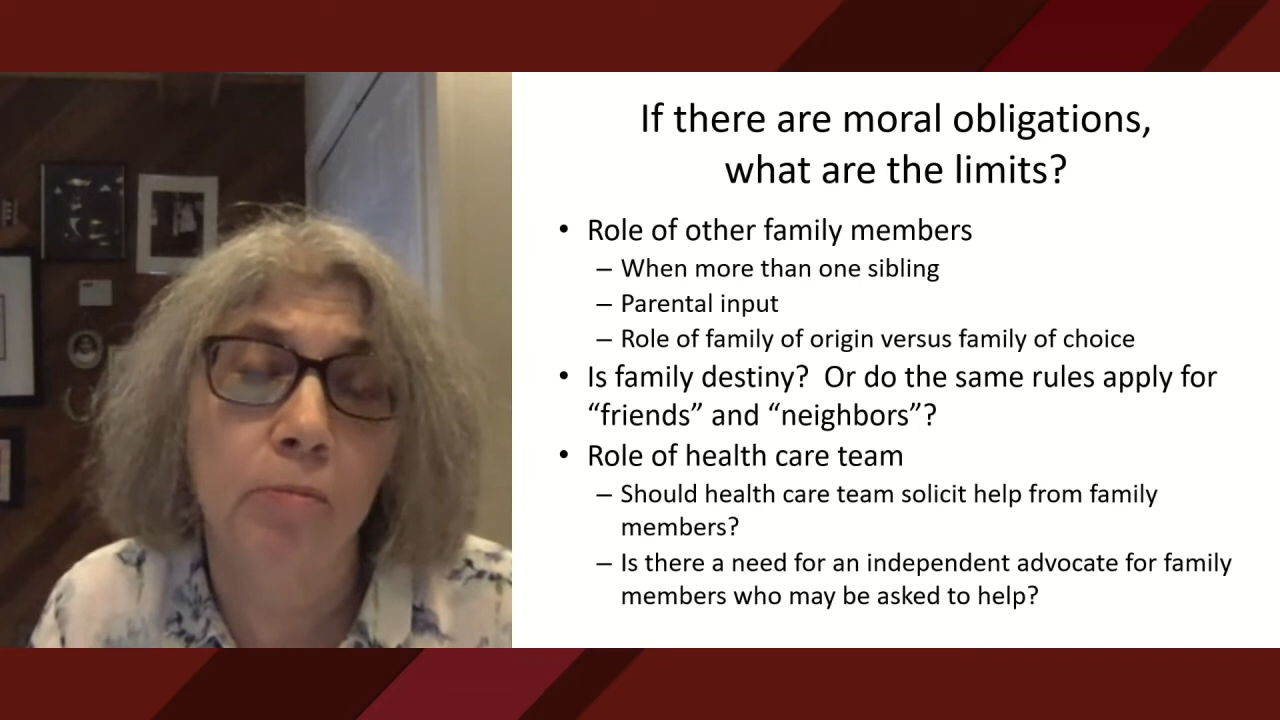 If there are moral obligations,
what are the limits?
• Role of other family members
– When more than one sibling
– Parental input
– Role of family of origin versus family of choice
• Is family destiny?  Or do the same rules apply for
“friends” and “neighbors”?
• Role of health care team
– Should health care team solicit help from family
members?
– Is there a need for an independent advocate for family
members who may be asked to help?